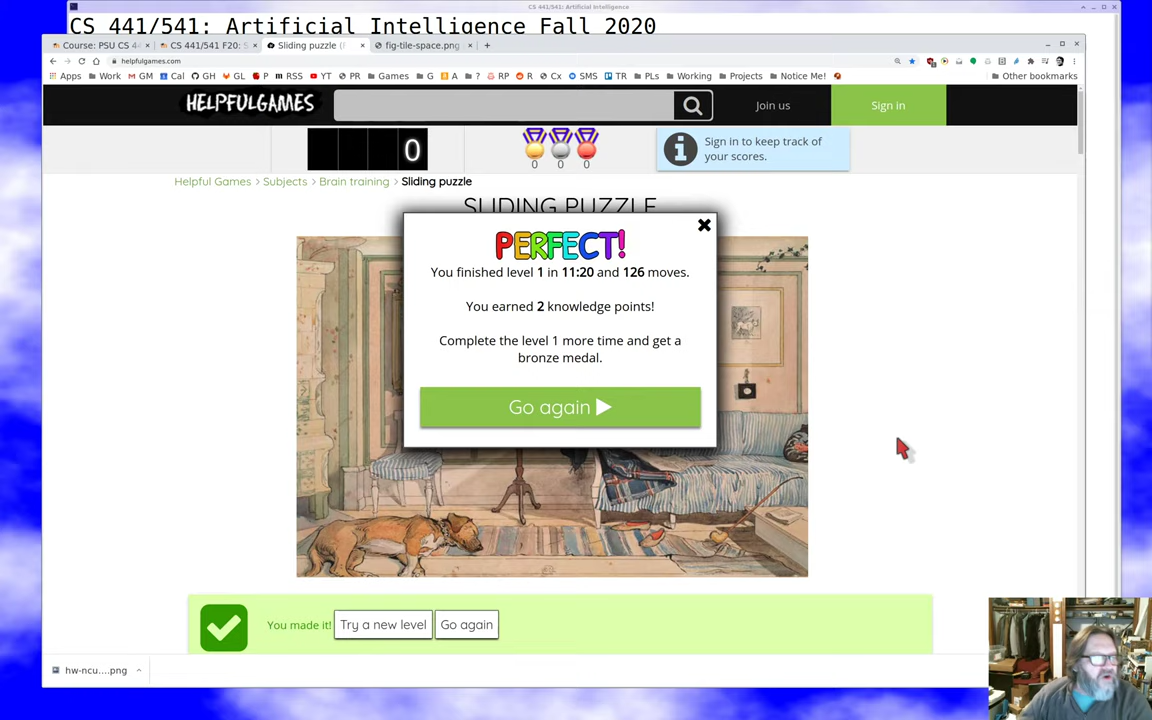 CS 441/541: Artificial Intelligence
CS 441/541: Artificial Intelligence Fall 2020
Course: PSU CS 4
CS 441/541 F20: S
Sliding puzzle (F
fig-tile-space.png
helpfulgames.com
Apps Work GM Cal GH GL P RSS YT PR Games G A ? RP R Cx SMS TR PLs Working Projects Notice Me! Other bookmarks
HELPFULGAMES
Join us
Sign in
0
0 0 0
Sign in to keep track of
your scores.
Helpful Games > Subjects > Brain training > Sliding puzzle
SLIDING PUZZLE
PERFECT!
You finished level 1 in 11:20 and 126 moves.
You earned 2 knowledge points!
Complete the level 1 more time and get a
bronze medal.
Go again
You made it! Try a new level Go again
hw-ncu....png